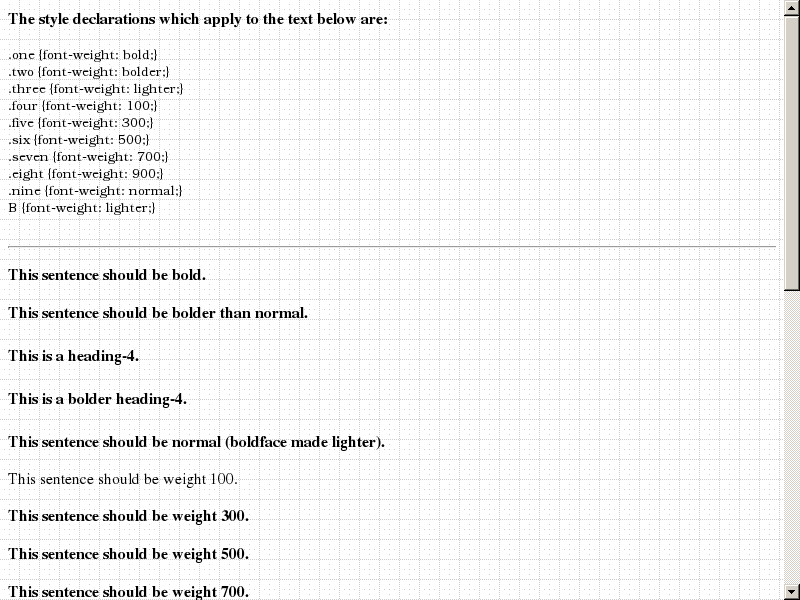 The style declarations which apply to the text below are:
.one {font-weight: bold;}
.two {font-weight: bolder;}
.three {font-weight: lighter;}
.four {font-weight: 100;}
.five {font-weight: 300;}
.six {font-weight: 500;}
.seven {font-weight: 700;}
.eight {font-weight: 900;}
.nine {font-weight: normal;}
B {font-weight: lighter;}
This sentence should be bold.
This sentence should be bolder than normal.
This is a heading-4.
This is a bolder heading-4.
This sentence should be normal (boldface made lighter).
This sentence should be weight 100.
This sentence should be weight 300.
This sentence should be weight 500.
This sentence should be weight 700.